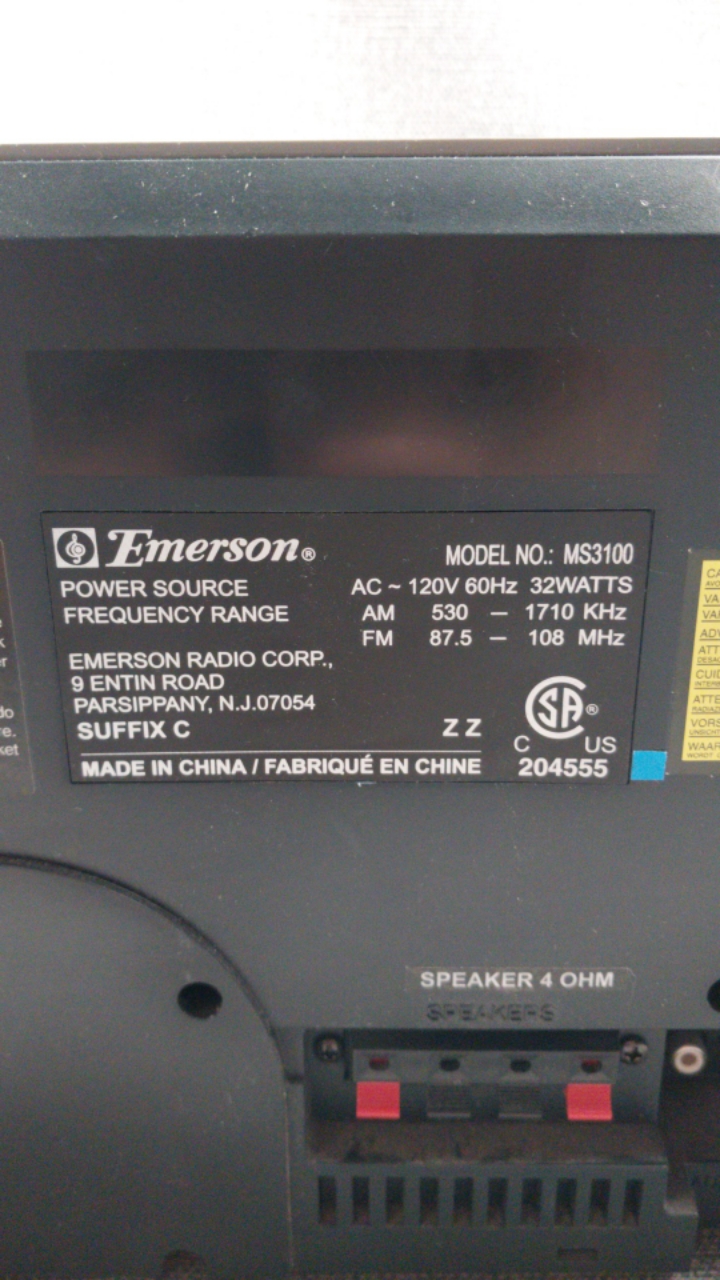 Emerson®
MODEL NO.: MS3100
POWER SOURCE AC ~ 120V 60Hz 32WATTS
FREQUENCY RANGE AM 530 – 1710 KHz
FM 87.5 – 108 MHz
EMERSON RADIO CORP.,
9 ENTIN ROAD
PARSIPPANY, N.J.07054
SUFFIX C Z Z
SA ®
C US
MADE IN CHINA / FABRIQUÉ EN CHINE 204555
SPEAKER 4 OHM
SPEAKERS